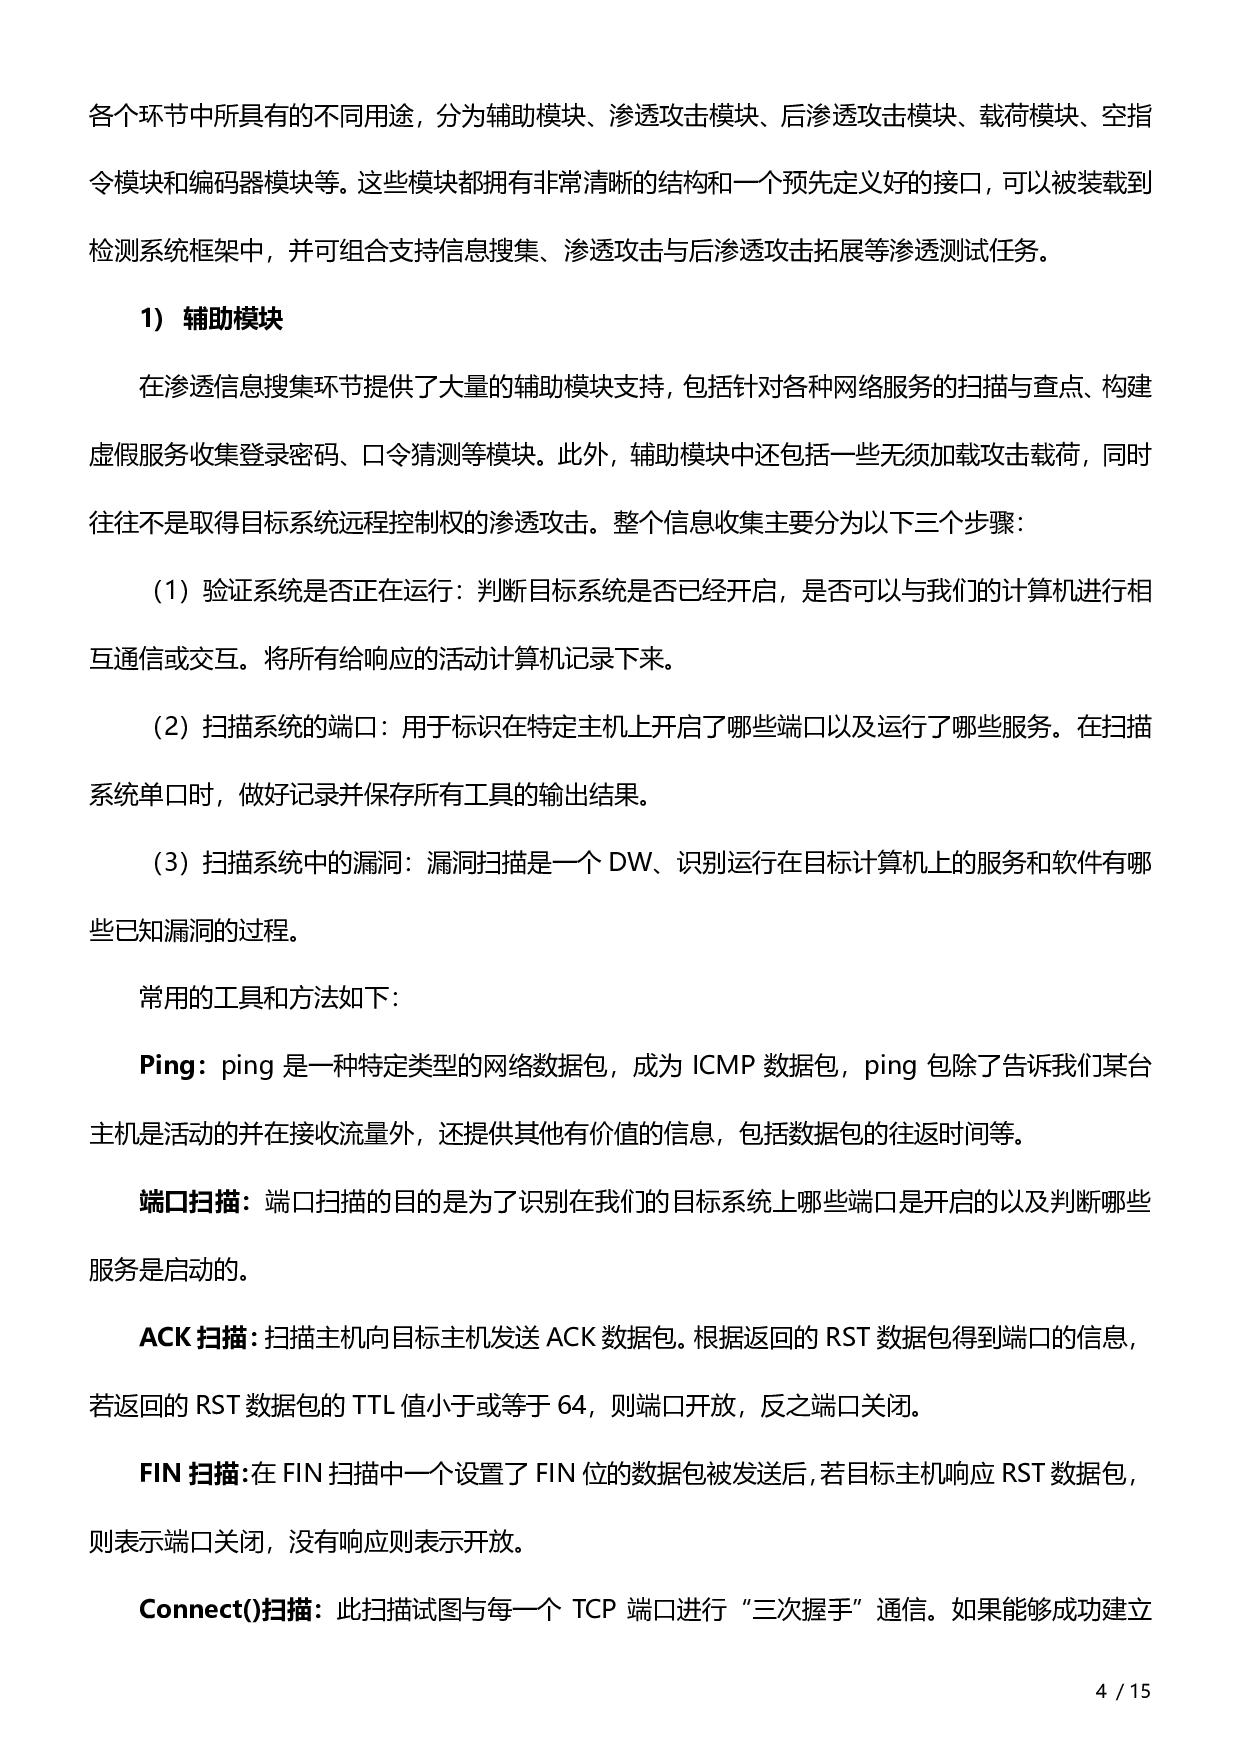 各个环节中所具有的不同用途，分为辅助模块、渗透攻击模块、后渗透攻击模块、载荷模块、空指
令模块和编码器模块等。这些模块都拥有非常清晰的结构和一个预先定义好的接口，可以被装载到
检测系统框架中，并可组合支持信息搜集、渗透攻击与后渗透攻击拓展等渗透测试任务。
1) 辅助模块
在渗透信息搜集环节提供了大量的辅助模块支持，包括针对各种网络服务的扫描与查点、构建
虚假服务收集登录密码、口令猜测等模块。此外，辅助模块中还包括一些无须加载攻击载荷，同时
往往不是取得目标系统远程控制权的渗透攻击。整个信息收集主要分为以下三个步骤：
（1）验证系统是否正在运行：判断目标系统是否已经开启，是否可以与我们的计算机进行相
互通信或交互。将所有给响应的活动计算机记录下来。
（2）扫描系统的端口：用于标识在特定主机上开启了哪些端口以及运行了哪些服务。在扫描
系统单口时，做好记录并保存所有工具的输出结果。
（3）扫描系统中的漏洞：漏洞扫描是一个 DW、识别运行在目标计算机上的服务和软件有哪
些已知漏洞的过程。
常用的工具和方法如下：
Ping：ping 是一种特定类型的网络数据包，成为 ICMP 数据包，ping 包除了告诉我们某台
主机是活动的并在接收流量外，还提供其他有价值的信息，包括数据包的往返时间等。
端口扫描：端口扫描的目的是为了识别在我们的目标系统上哪些端口是开启的以及判断哪些
服务是启动的。
ACK 扫描：扫描主机向目标主机发送 ACK 数据包。根据返回的 RST 数据包得到端口的信息，
若返回的 RST 数据包的 TTL 值小于或等于 64，则端口开放，反之端口关闭。
FIN 扫描：在 FIN 扫描中一个设置了 FIN 位的数据包被发送后，若目标主机响应 RST 数据包，
则表示端口关闭，没有响应则表示开放。
Connect()扫描：此扫描试图与每一个 TCP 端口进行“三次握手”通信。如果能够成功建立
4 / 15